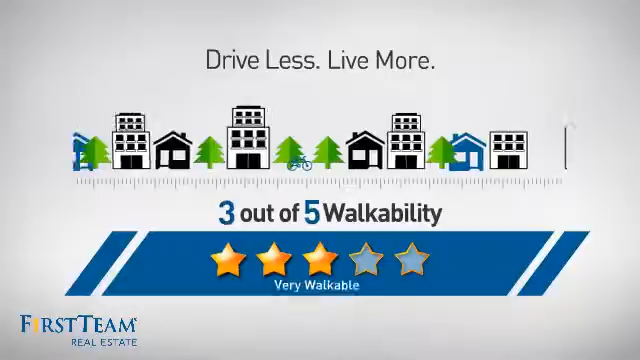 Drive Less. Live More.
3 out of 5 Walkability
Very Walkable
FIRSTTEAM®
REAL ESTATE